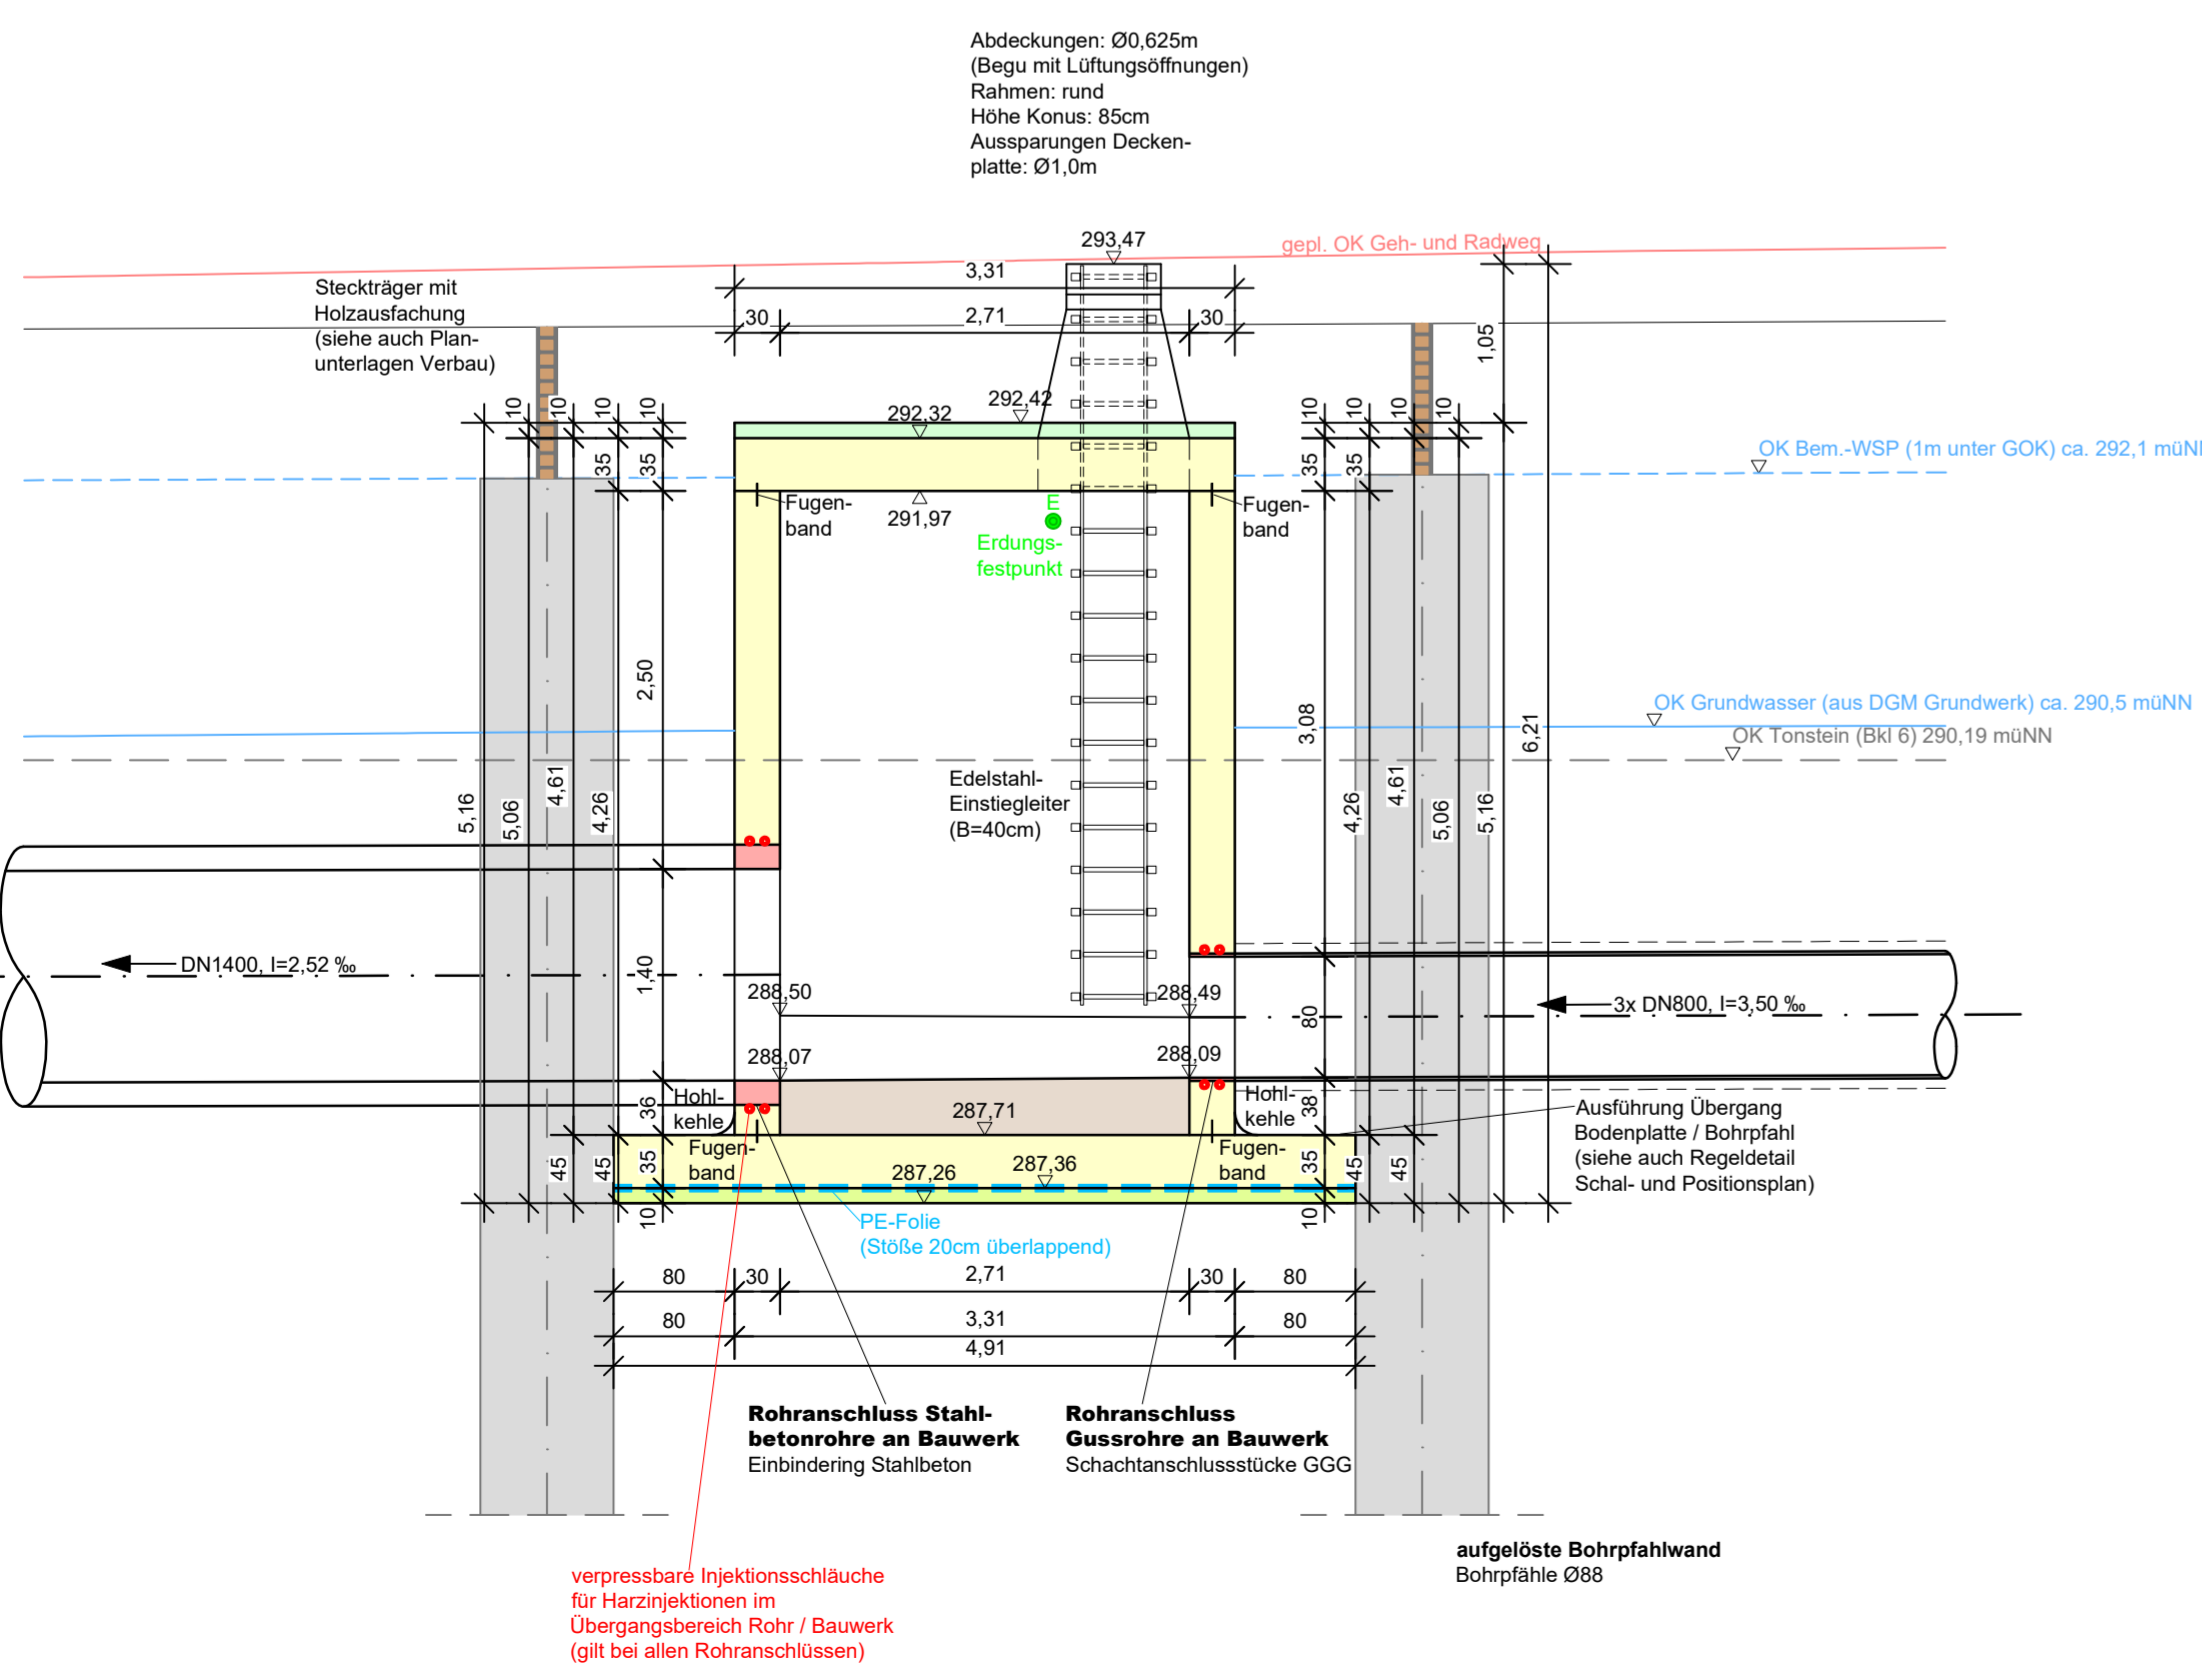 Abdeckungen: Ø0,625m
(Begu mit Lüftungsöffnungen)
Rahmen: rund
Höhe Konus: 85cm
Aussparungen Decken-
platte: Ø1,0m
293,47
gepl. OK Geh- und Radweg
3,31
Steckträger mit
Holzausfachung
(siehe auch Plan-
unterlagen Verbau)
30
2,71
30
1,05
10
10
10
10
292,32
292,42
10
10
10
10
35
35
35
35
OK Bem.-WSP (1m unter GOK) ca. 292,1 müN
Fugen-
band
291,97
E
Erdungs-
festpunkt
Fugen-
band
2,50
3,08
6,21
OK Grundwasser (aus DGM Grundwerk) ca. 290,5 müNN
OK Tonstein (Bkl 6) 290,19 müNN
5,16
5,06
4,61
4,26
Edelstahl-
Einstiegleiter
(B=40cm)
4,26
4,61
5,06
5,16
DN1400, I=2,52 ‰
1,40
288,50
288,49
80
3x DN800, I=3,50 ‰
288,07
288,09
36
Hohl-
kehle
287,71
Hohl-
kehle
38
Ausführung Übergang
Bodenplatte / Bohrpfahl
(siehe auch Regeldetail
Schal- und Positionsplan)
45
45
35
Fugen-
band
287,26
287,36
Fugen-
band
35
45
45
10
10
PE-Folie
(Stöße 20cm überlappend)
80
30
2,71
30
80
80
3,31
80
4,91
Rohranschluss Stahl-
betonrohre an Bauwerk
Einbindering Stahlbeton
Rohranschluss
Gussrohre an Bauwerk
Schachtanschlussstücke GGG
aufgelöste Bohrpfahlwand
Bohrpfähle Ø88
verpressbare Injektionsschläuche
für Harzinjektionen im
Übergangsbereich Rohr / Bauwerk
(gilt bei allen Rohranschlüssen)